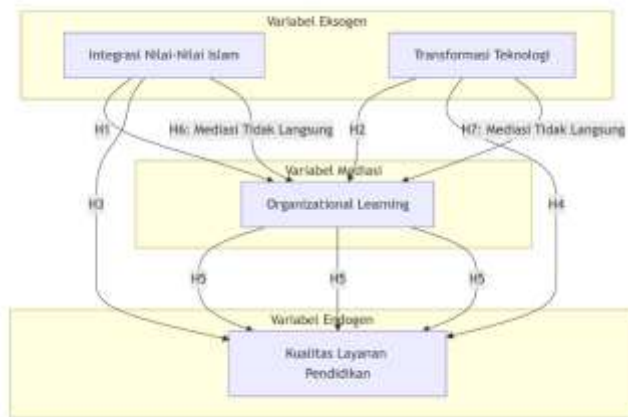 Variabel Eksogen
Integrasi Nilai-Nilai Islam
Transformasi Teknologi
H1
H6: Mediasi Tidak Langsung
H2
H7: Mediasi Tidak Langsung
Variabel Mediasi
Organizational Learning
H3
H4
H5
H5
H5
Variabel Endogen
Kualitas Layanan
Pendidikan